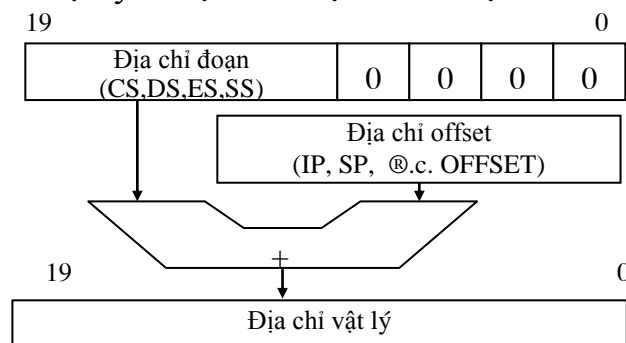 19 0
Địa chỉ đoạn
(CS,DS,ES,SS)
0 0 0 0
Địa chỉ offset
(IP, SP, ®.c. OFFSET)
+
19 0
Địa chỉ vật lý